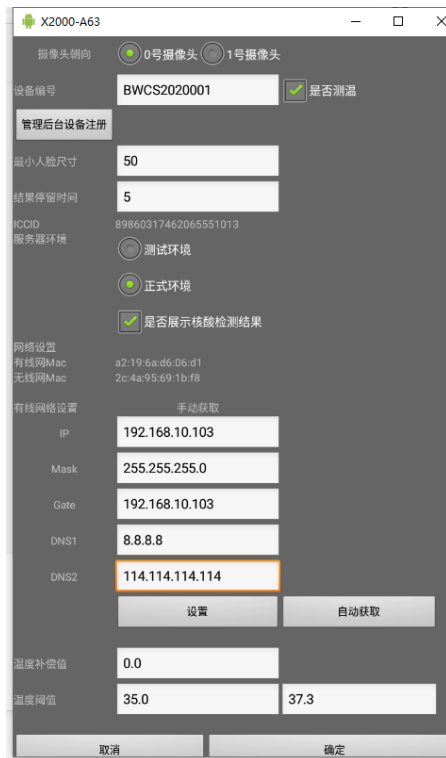 X2000-A63
摄像头朝向 0号摄像头 1号摄像头
设备编号 BWCS2020001 是否测温
管理后台设备注册
最小人脸尺寸 50
结果停留时间 5
ICCID 89860317462065551013
服务器环境 测试环境
正式环境
是否展示核酸检测结果
网络设置
有线网Mac a2:19:6a:d6:06:d1
无线网Mac 2c:4a:95:69:1b:f8
有线网络设置 手动获取
IP 192.168.10.103
Mask 255.255.255.0
Gate 192.168.10.103
DNS1 8.8.8.8
DNS2 114.114.114.114
设置 自动获取
温度补偿值 0.0
温度阈值 35.0 37.3
取消 确定